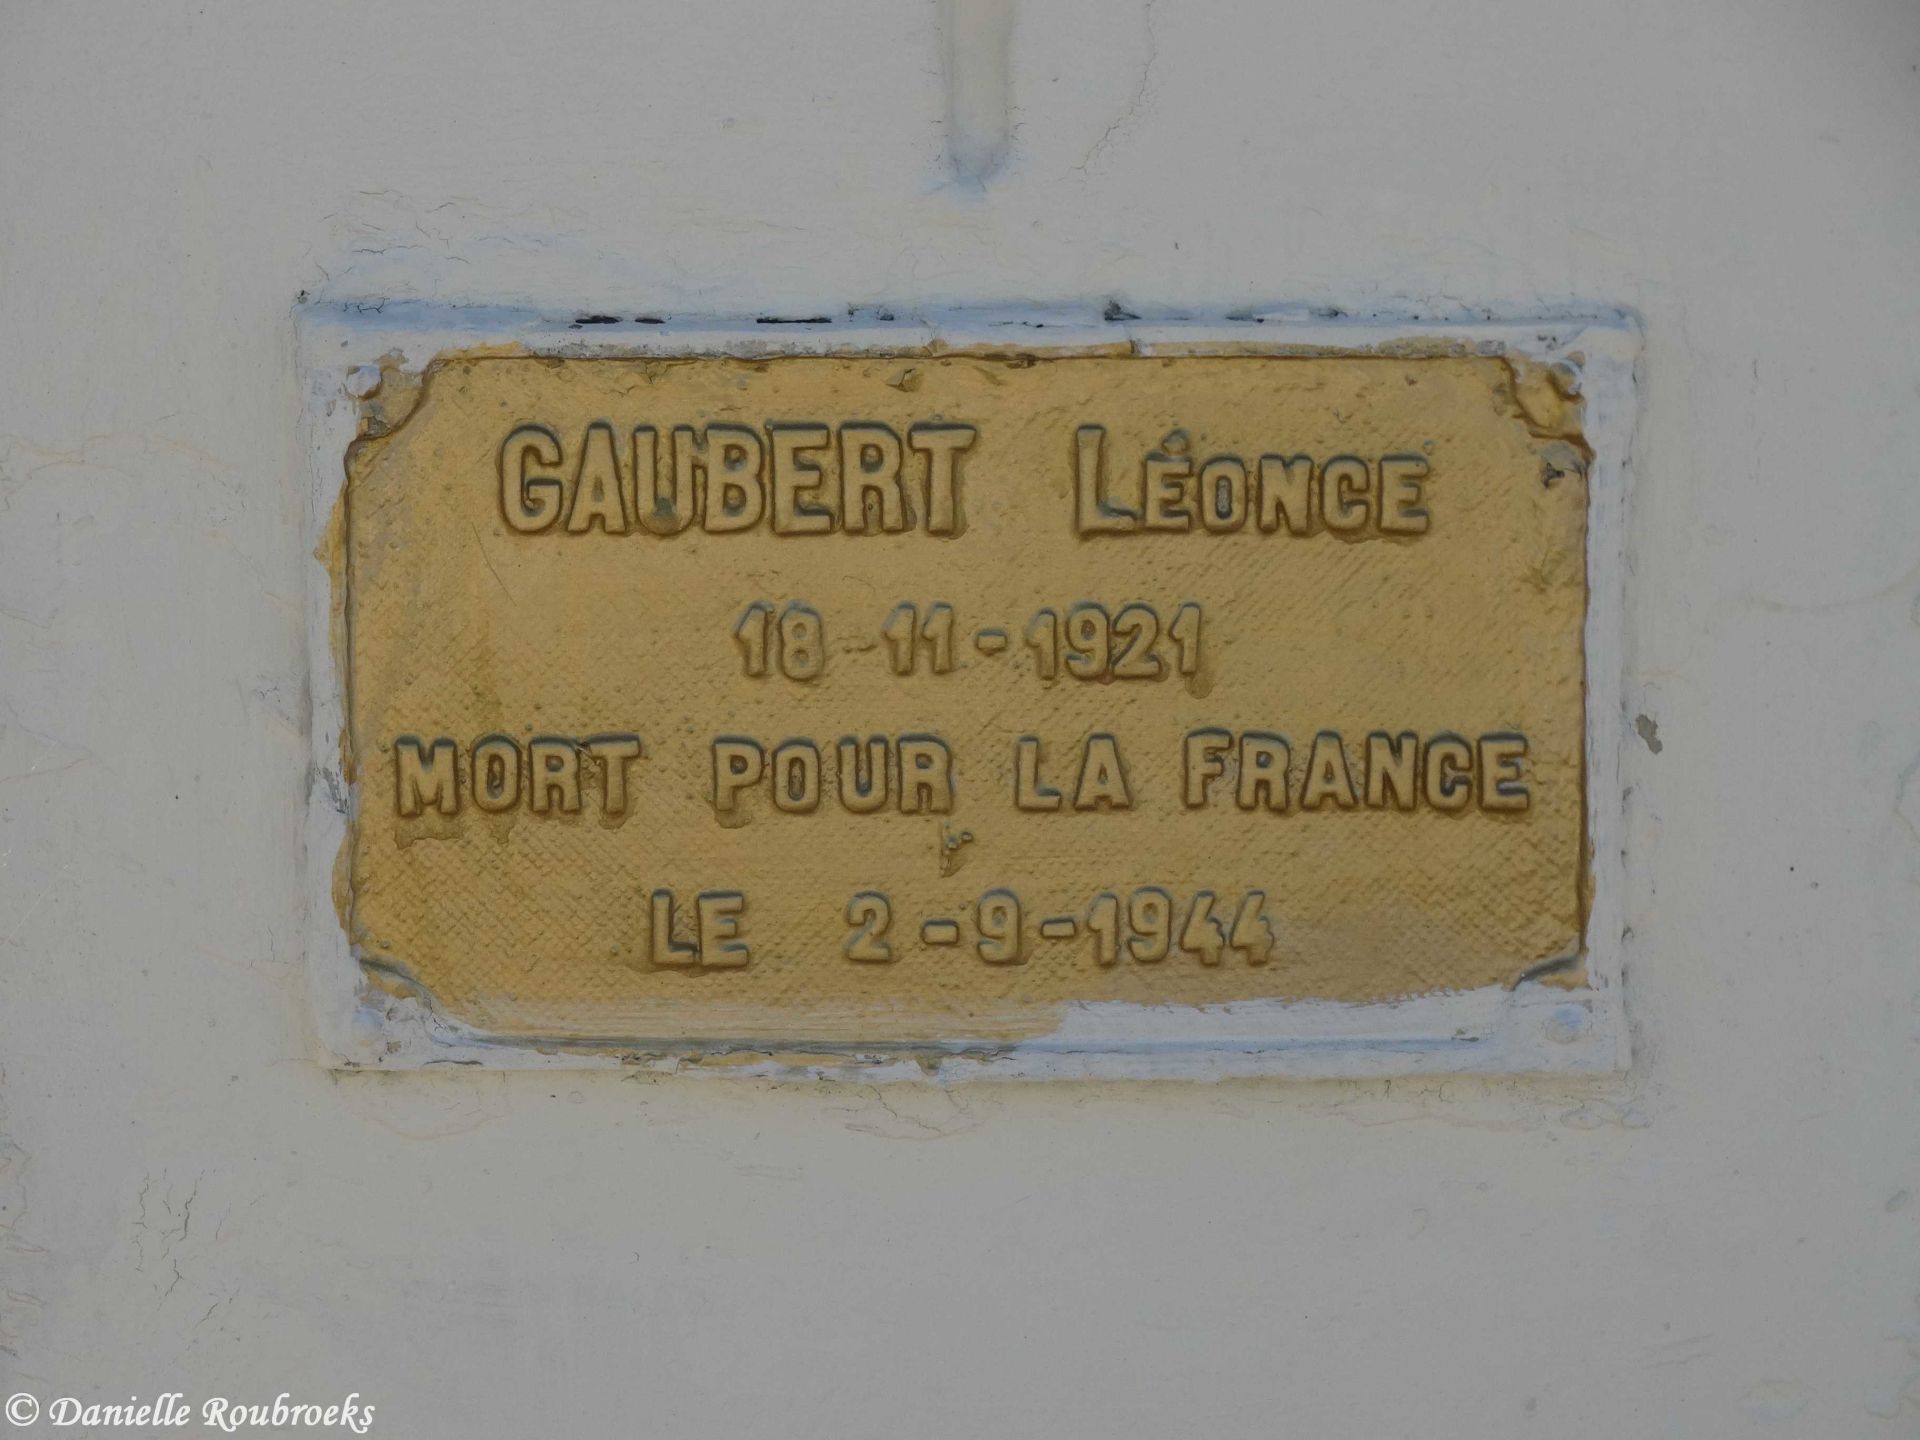 GAUBERT LÉONCE
18-11-1921
MORT POUR LA FRANCE
LE 2-9-1944
© Danielle Roubroeks